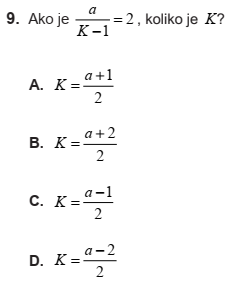 9. Ako je a/(K−1) = 2, koliko je K?
A. K = (a+1)/2
B. K = (a+2)/2
C. K = (a−1)/2
D. K = (a−2)/2